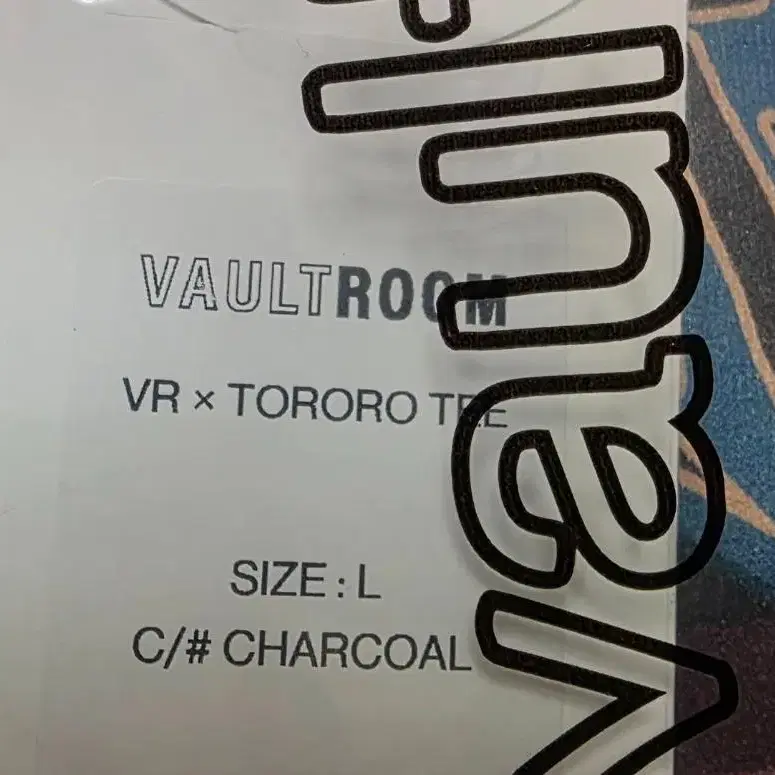 VAULTROOM
VR × TORORO TEE
SIZE : L
C/# CHARCOAL
vault